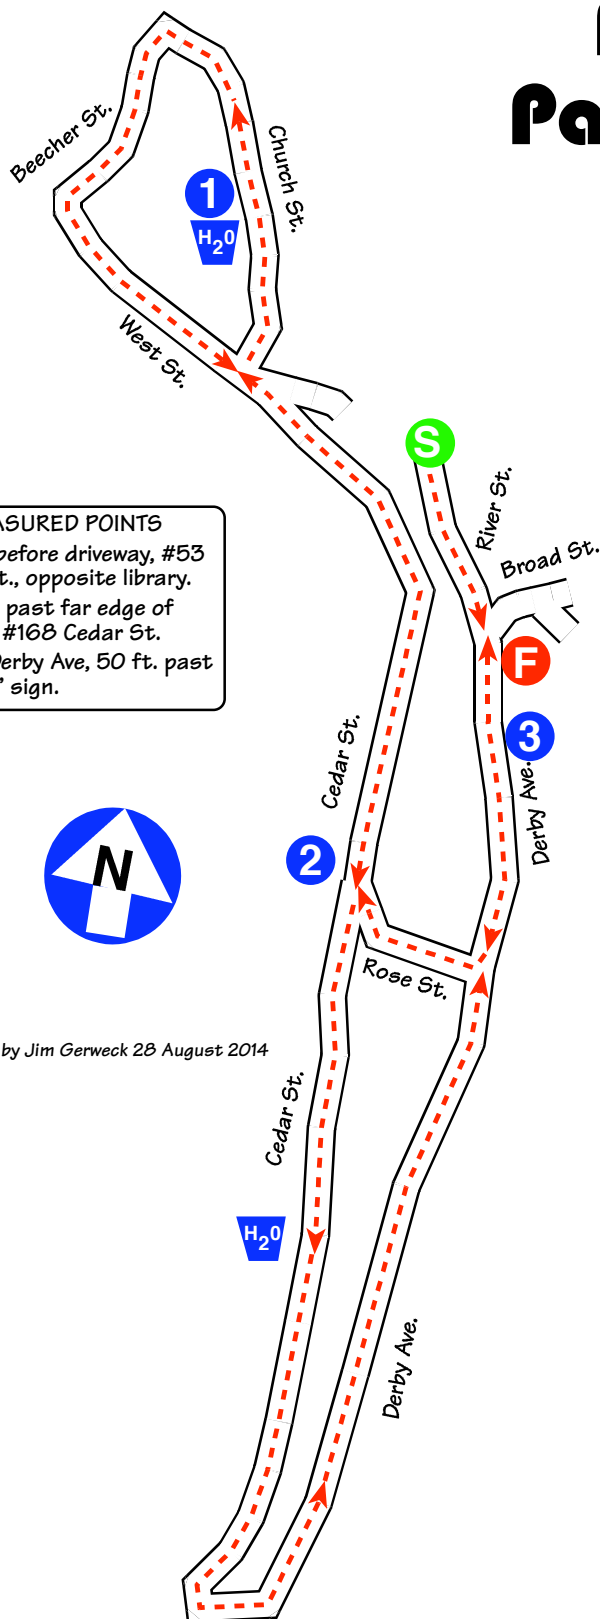 Pa
Beecher St.
Church St.
1
H20
West St.
S
River St.
Broad St.
ASURED POINTS
before driveway, #53
t., opposite library.
past far edge of
#168 Cedar St.
Derby Ave, 50 ft. past
" sign.
F
3
Cedar St.
Derby Ave.
2
N
Rose St.
by Jim Gerweck 28 August 2014
Cedar St.
H20
Derby Ave.